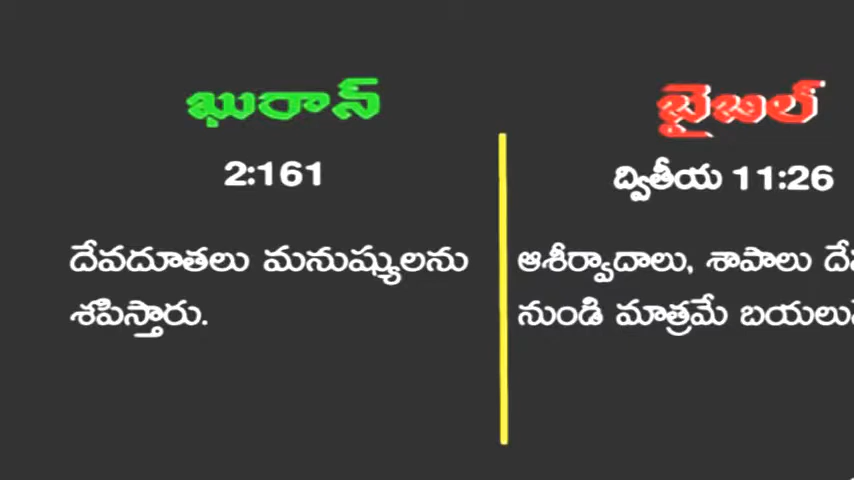 ఖురాన్
2:161
దేవదూతలు మనుష్యులను
శపిస్తారు.
బైబిల్
ద్వితీయ 11:26
ఆశీర్వాదాలు, శాపాలు
నుండి మాత్రమే